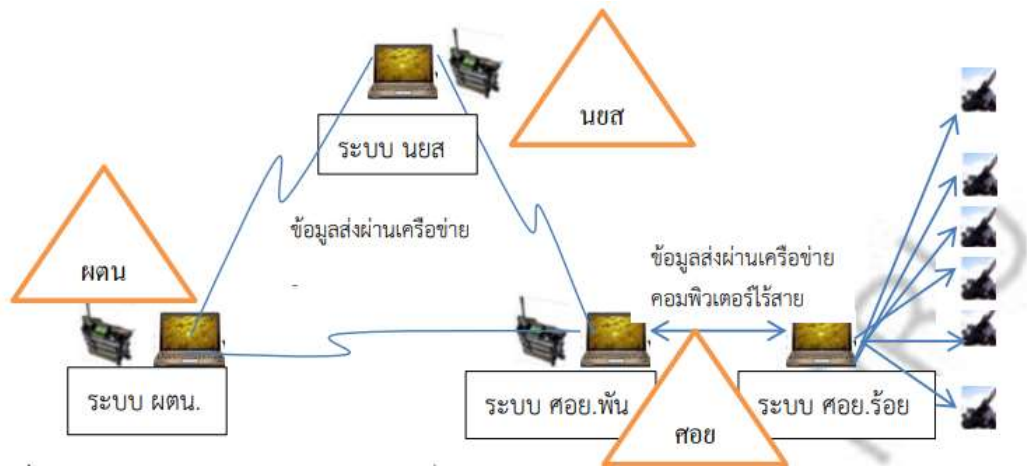 นยส
ระบบ นยส
ข้อมูลส่งผ่านเครือข่าย
ผตน
ข้อมูลส่งผ่านเครือข่าย
คอมพิวเตอร์ไร้สาย
ระบบ ผตน.
ระบบ ศอย.พัน
ระบบ ศอย.ร้อย
ศอย